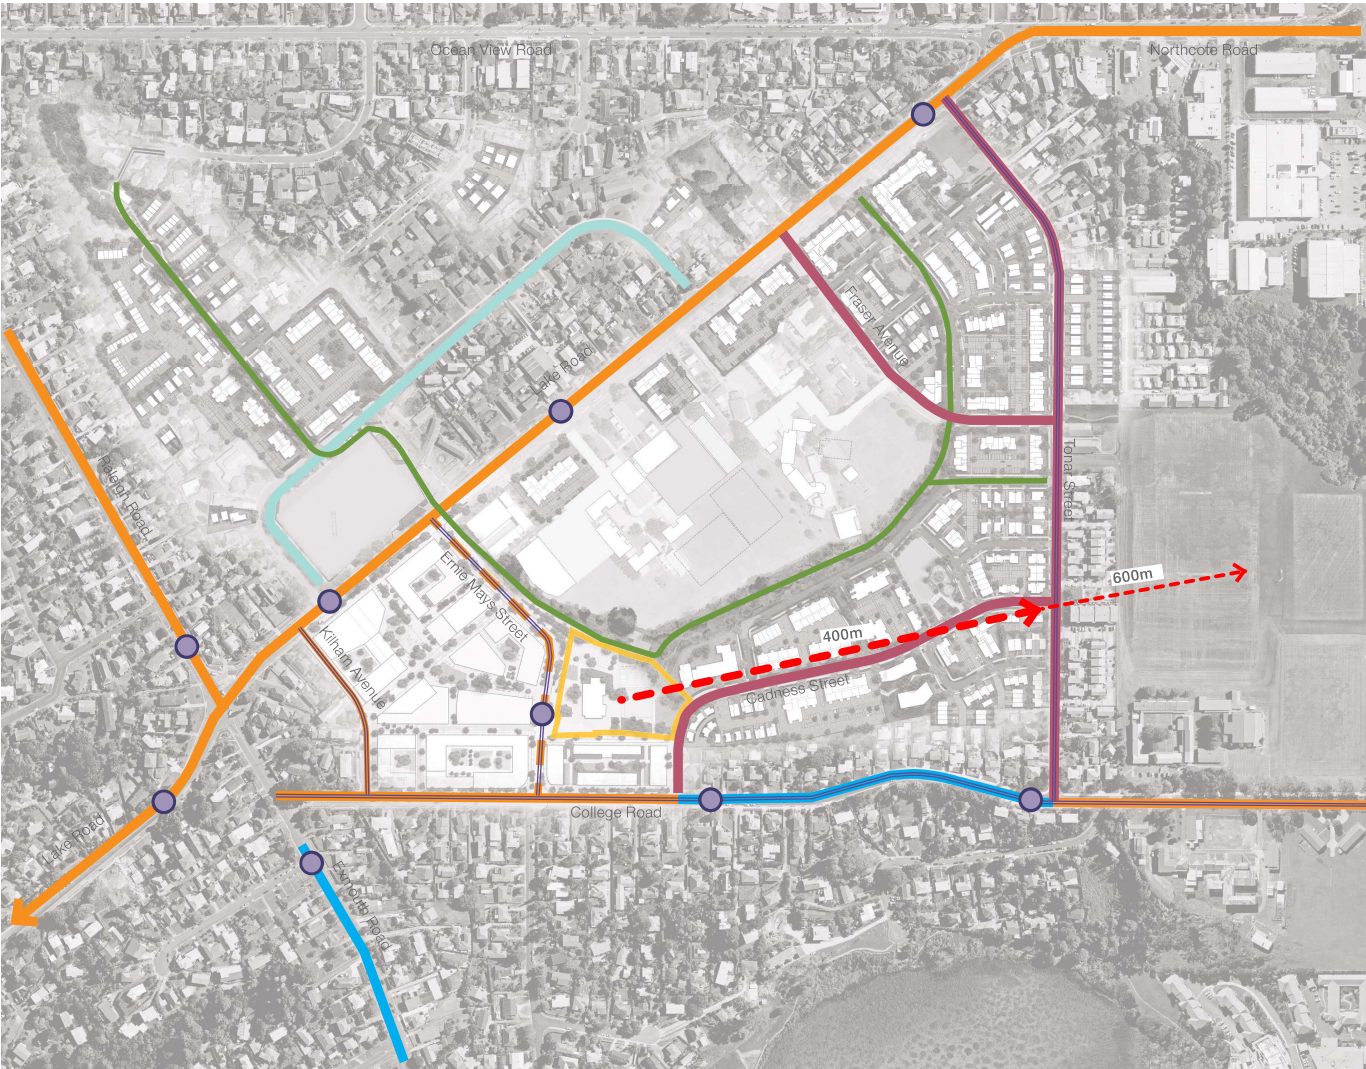 Ocean View Road
Northcote Road
Fraser Avenue
Lake Road
Raleigh Road
Tonar Street
Ernie Mays Street
600m
Kilham Avenue
400m
Cadness Street
College Road
Lake Road
Exmouth Road